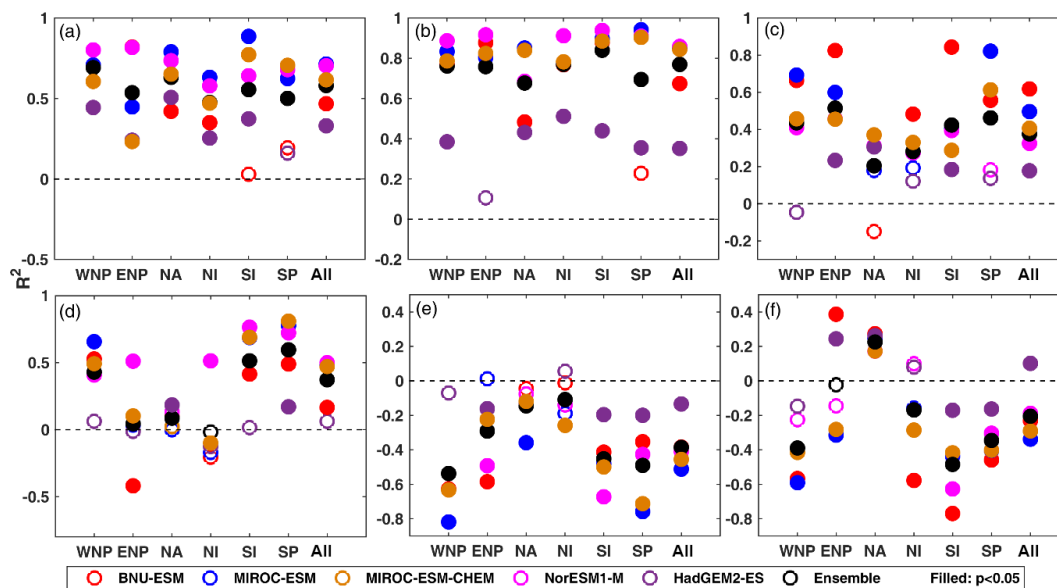 (a)
1
0.5
0
-0.5
WNP ENP NA NI SI SP All
(b)
1
0.8
0.6
0.4
0.2
0
-0.2
WNP ENP NA NI SI SP All
(c)
1
0.8
0.6
0.4
0.2
0
-0.2
WNP ENP NA NI SI SP All
R²
(d)
1
0.5
0
-0.5
WNP ENP NA NI SI SP All
(e)
0.4
0.2
0
-0.2
-0.4
-0.6
-0.8
WNP ENP NA NI SI SP All
(f)
0.4
0.2
0
-0.2
-0.4
-0.6
-0.8
WNP ENP NA NI SI SP All
BNU-ESM MIROC-ESM MIROC-ESM-CHEM NorESM1-M HadGEM2-ES Ensemble Filled: p<0.05